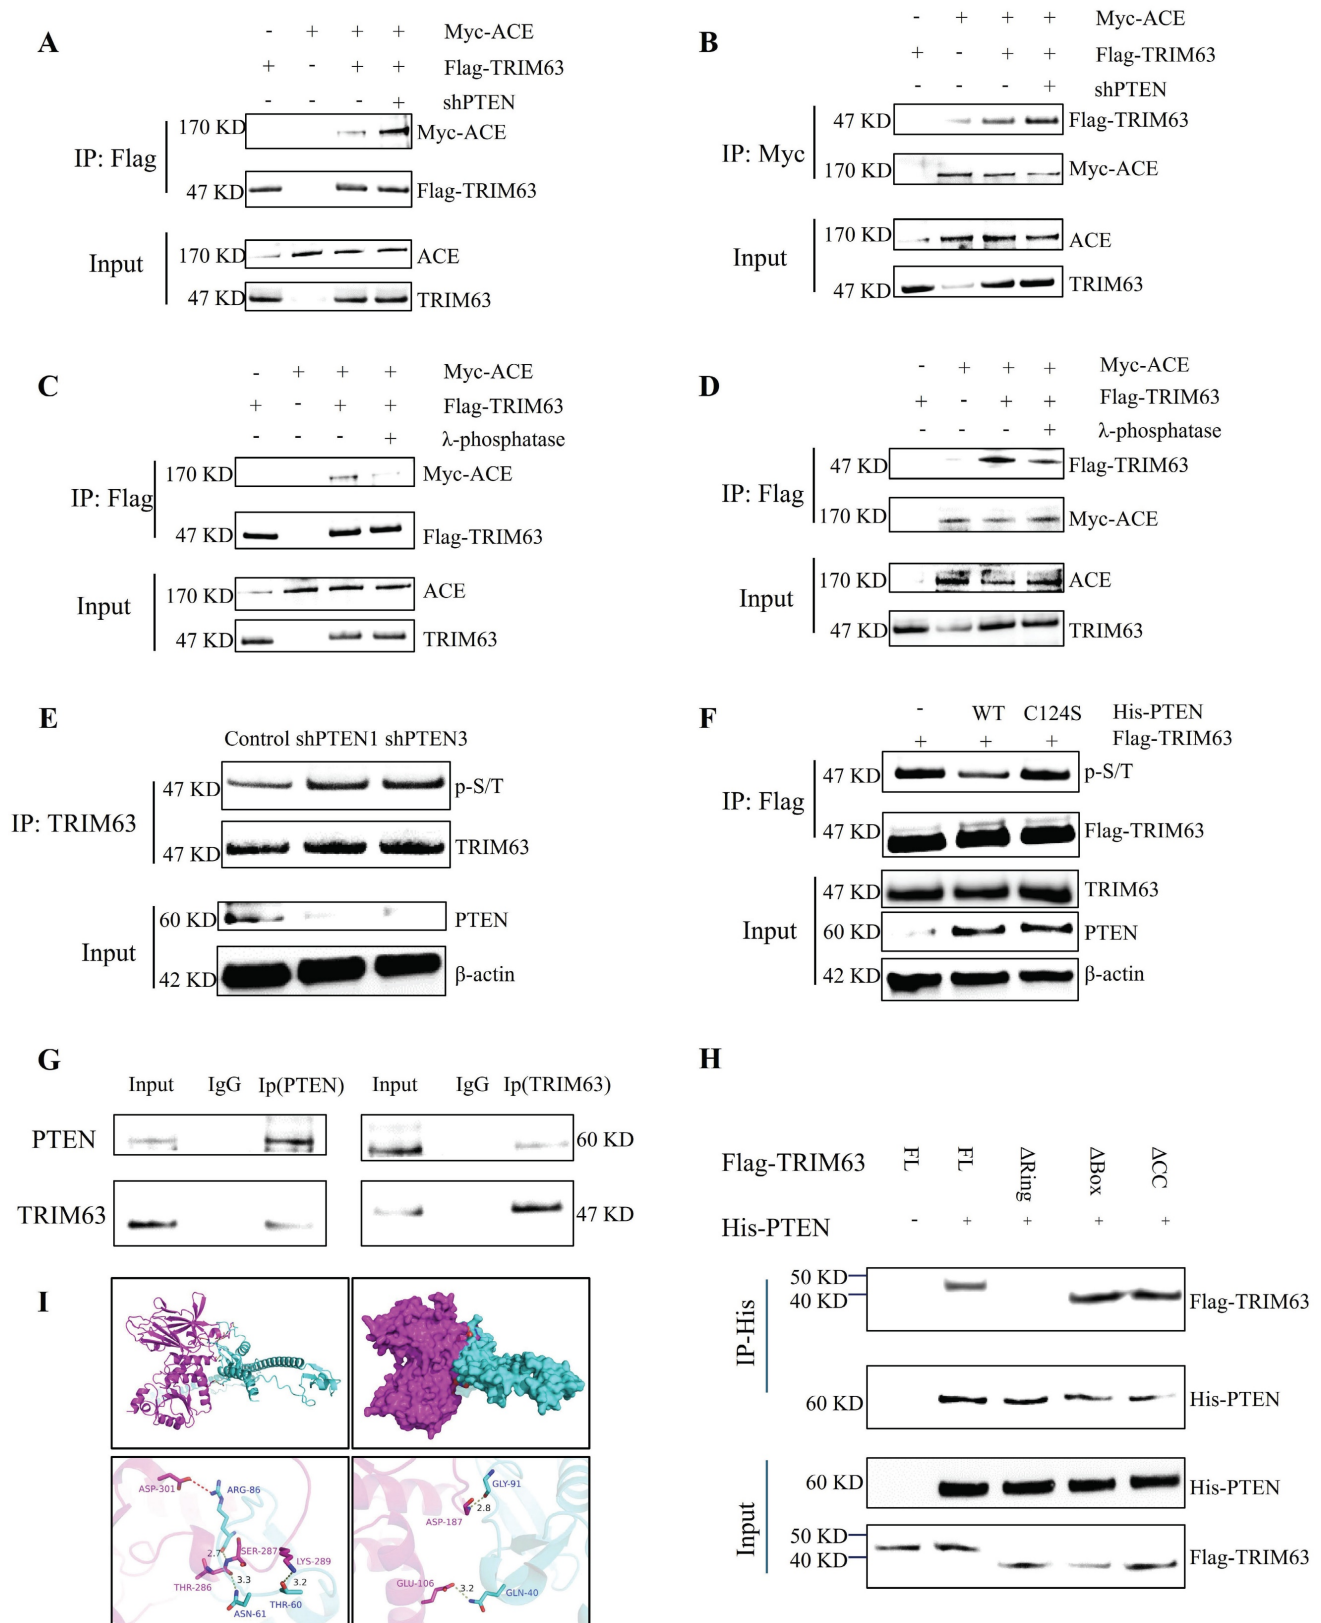 A
- + + + Myc-ACE
+ - + + Flag-TRIM63
- - - + shPTEN
IP: Flag
170 KD Myc-ACE
47 KD Flag-TRIM63
Input
170 KD ACE
47 KD TRIM63
B
- + + + Myc-ACE
+ - + + Flag-TRIM63
- - - + shPTEN
IP: Myc
47 KD Flag-TRIM63
170 KD Myc-ACE
Input
170 KD ACE
47 KD TRIM63
C
- + + + Myc-ACE
+ - + + Flag-TRIM63
- - - + λ-phosphatase
IP: Flag
170 KD Myc-ACE
47 KD Flag-TRIM63
Input
170 KD ACE
47 KD TRIM63
D
- + + + Myc-ACE
+ - + + Flag-TRIM63
- - - + λ-phosphatase
IP: Flag
47 KD Flag-TRIM63
170 KD Myc-ACE
Input
170 KD ACE
47 KD TRIM63
E
Control shPTEN1 shPTEN3
IP: TRIM63
47 KD p-S/T
47 KD TRIM63
Input
60 KD PTEN
42 KD β-actin
F
- WT C124S His-PTEN
+ + + Flag-TRIM63
IP: Flag
47 KD p-S/T
47 KD Flag-TRIM63
Input
47 KD TRIM63
60 KD PTEN
42 KD β-actin
G
Input IgG Ip(PTEN) Input IgG Ip(TRIM63)
PTEN 60 KD
TRIM63 47 KD
H
Flag-TRIM63 FL FL ΔRing ΔBox ΔCC
His-PTEN - + + + +
IP-His
50 KD
40 KD Flag-TRIM63
60 KD His-PTEN
Input
60 KD His-PTEN
50 KD
40 KD Flag-TRIM63
I
ASP-301 ARG-86
2.7 SER-287 LYS-289
THR-286 3.3 3.2
ASN-61 THR-60
GLY-91
2.8
ASP-187
GLU-106 3.2 GLN-40